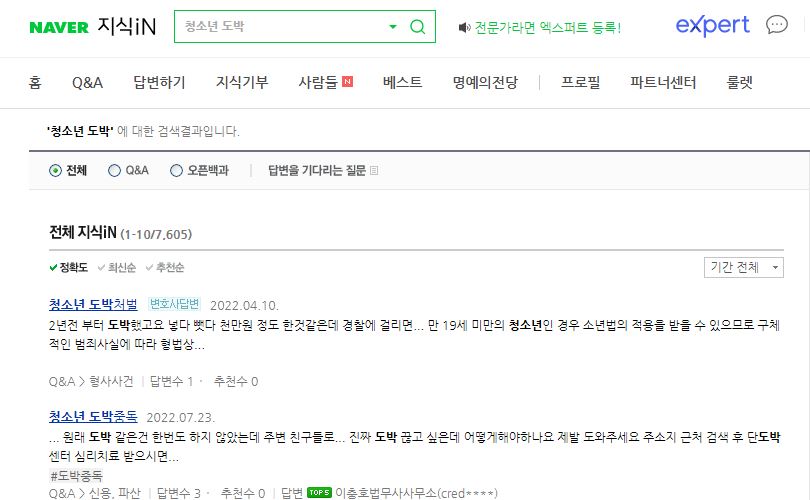 NAVER 지식iN 청소년 도박 전문가라면 엑스퍼트 등록! expert
홈 Q&A 답변하기 지식기부 사람들 N 베스트 명예의전당 프로필 파트너센터 룰렛
'청소년 도박' 에 대한 검색결과입니다.
전체 Q&A 오픈백과 답변을 기다리는 질문
전체 지식iN (1-10/7,605)
정확도 최신순 추천순 기간 전체
청소년 도박처벌 변호사답변 2022.04.10.
2년전 부터 도박했고요 넣다 뺏다 천만원 정도 한것같은데 경찰에 걸리면... 만 19세 미만의 청소년인 경우 소년법의 적용을 받을 수 있으므로 구체
적인 범죄사실에 따라 형법상...
Q&A > 형사사건 | 답변수 1 · 추천수 0
청소년 도박중독 2022.07.23.
... 원래 도박 같은건 한번도 하지 않았는데 주변 친구들로... 진짜 도박 끊고 싶은데 어떻게해야하나요 제발 도와주세요 주소지 근처 검색 후 단도박
센터 심리치료 받으시면...
#도박중독
Q&A > 신용, 파산 | 답변수 3 · 추천수 0 | 답변 TOP5 이충호법무사사무소(cred****)